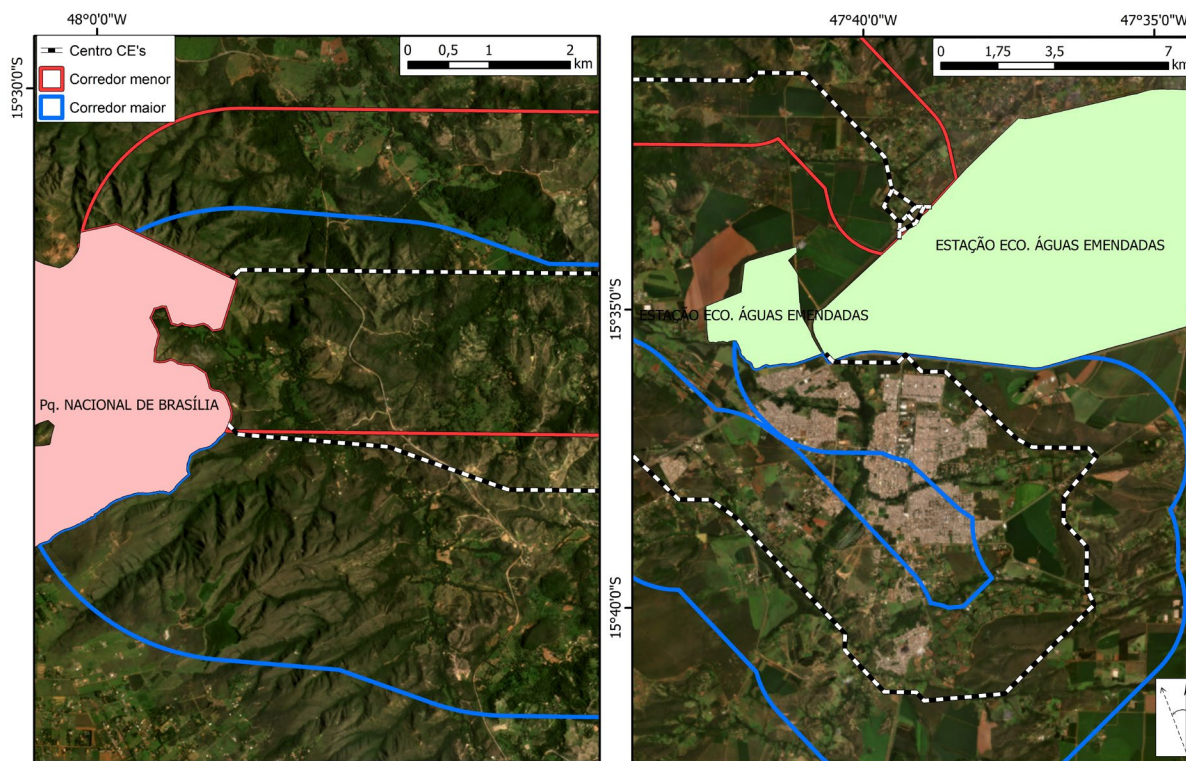 48°0'0"W
47°40'0"W
47°35'0"W
Centro CE's
Corredor menor
Corredor maior
0 0,5 1 2
km
0 1,75 3,5 7
km
15°30'0"S
ESTAÇÃO ECO. ÁGUAS EMENDADAS
15°35'0"S
ESTAÇÃO ECO. ÁGUAS EMENDADAS
Pq. NACIONAL DE BRASÍLIA
15°40'0"S